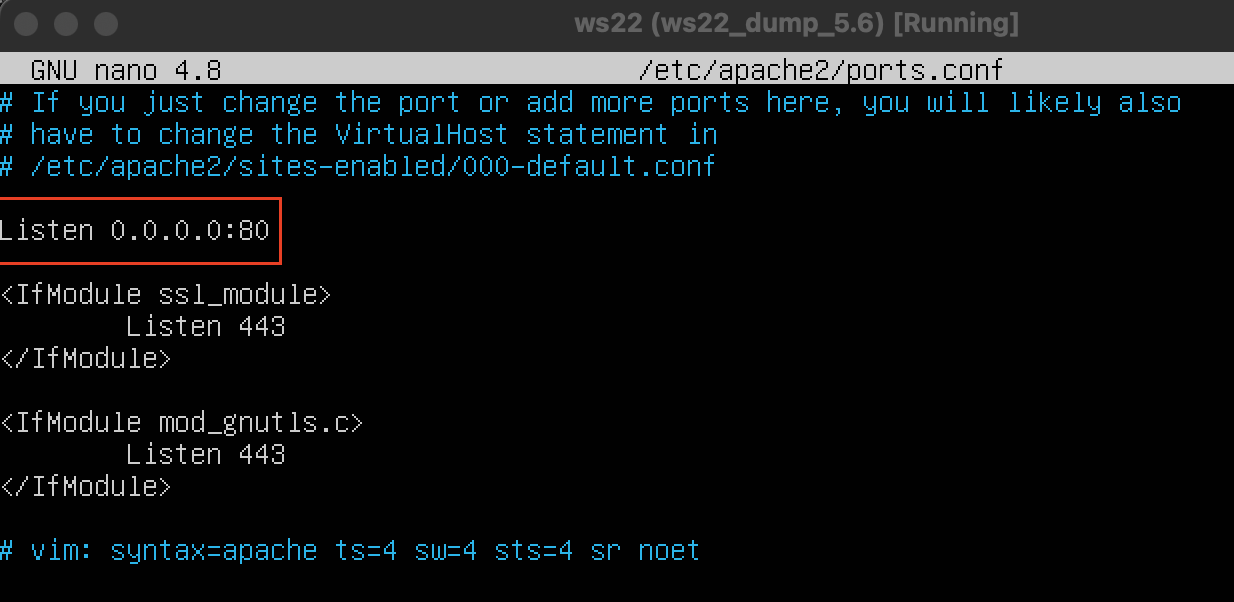 ws22 (ws22_dump_5.6) [Running]
GNU nano 4.8 /etc/apache2/ports.conf
# If you just change the port or add more ports here, you will likely also
# have to change the VirtualHost statement in
# /etc/apache2/sites-enabled/000-default.conf
Listen 0.0.0.0:80
<IfModule ssl_module>
Listen 443
</IfModule>
<IfModule mod_gnutls.c>
Listen 443
</IfModule>
# vim: syntax=apache ts=4 sw=4 sts=4 sr noet